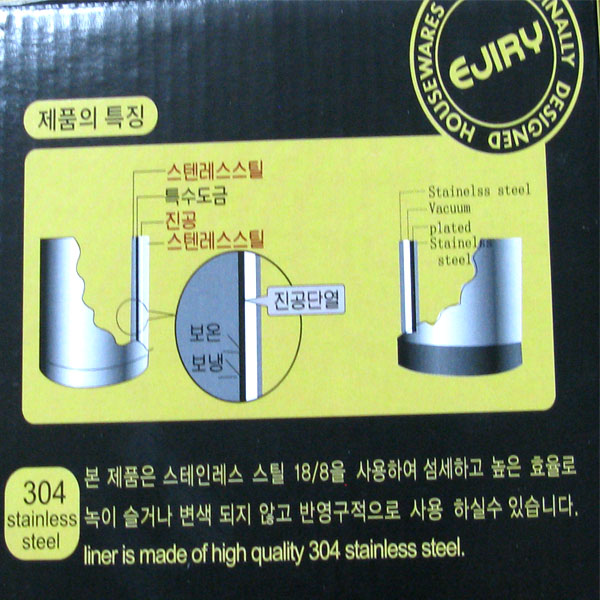 EJIRY
NALLY DESIGNED HOUSEWARES
제품의 특징
스텐레스스틸
특수도금
진공
스텐레스스틸
진공단열
보온
보냉
Stainelss steel
Vacuum
plated
Stainelss
steel
304
stainless
steel
본 제품은 스테인레스 스틸 18/8을 사용하여 섬세하고 높은 효율로
녹이 슬거나 변색 되지 않고 반영구적으로 사용 하실수 있습니다.
liner is made of high quality 304 stainless steel.